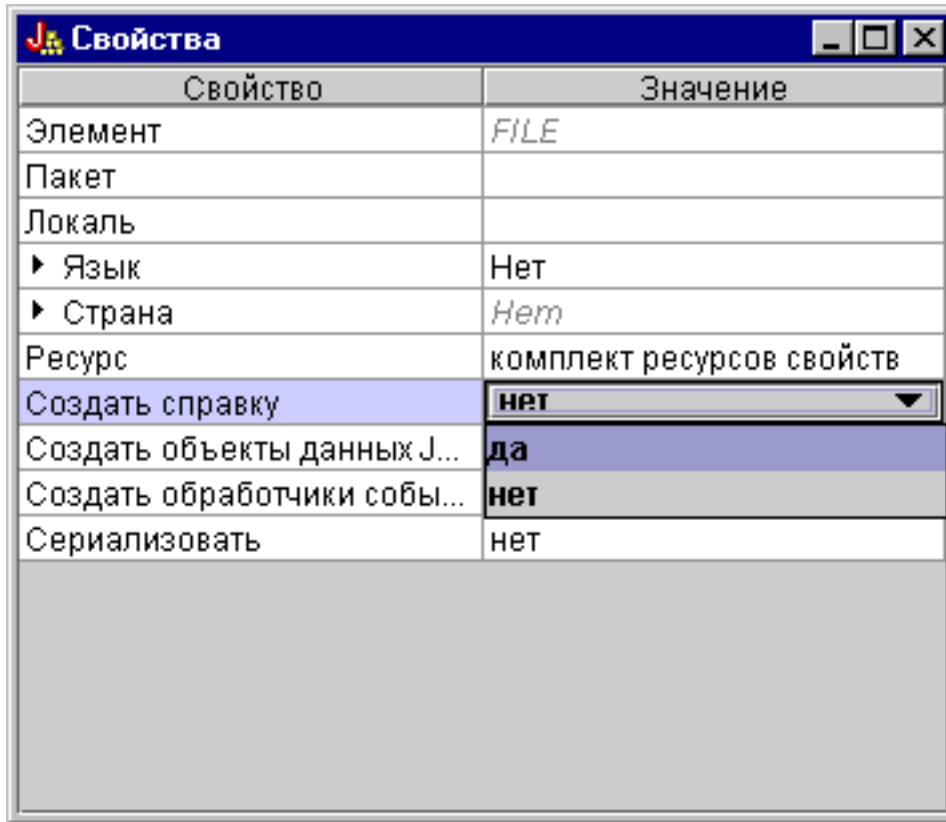 Свойства
Свойство Значение
Элемент FILE
Пакет
Локаль
Язык Нет
Страна Нет
Ресурс комплект ресурсов свойств
Создать справку нет
Создать объекты данных J... да
Создать обработчики собы... нет
Сериализовать нет